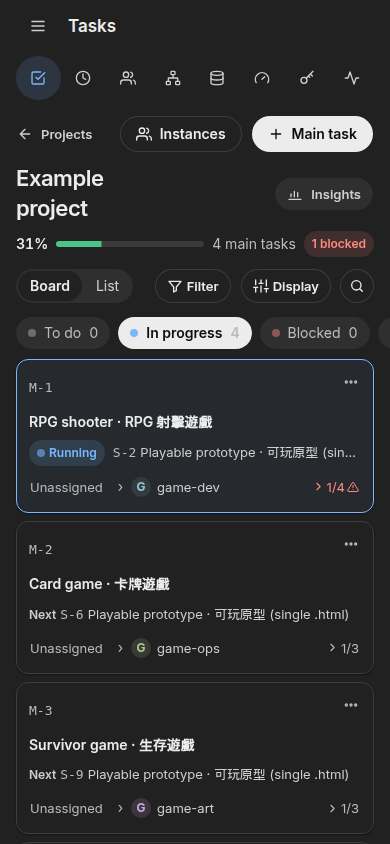 Tasks
Projects
Instances
Main task
Example
project
Insights
31%
4 main tasks
1 blocked
Board
List
Filter
Display
To do 0
In progress 4
Blocked 0
M-1
RPG shooter · RPG 射擊遊戲
Running
S-2 Playable prototype · 可玩原型 (sin...
Unassigned
G
game-dev
1/4
M-2
Card game · 卡牌遊戲
Next S-6 Playable prototype · 可玩原型 (single .html)
Unassigned
G
game-ops
1/3
M-3
Survivor game · 生存遊戲
Next S-9 Playable prototype · 可玩原型 (single .html)
Unassigned
G
game-art
1/3